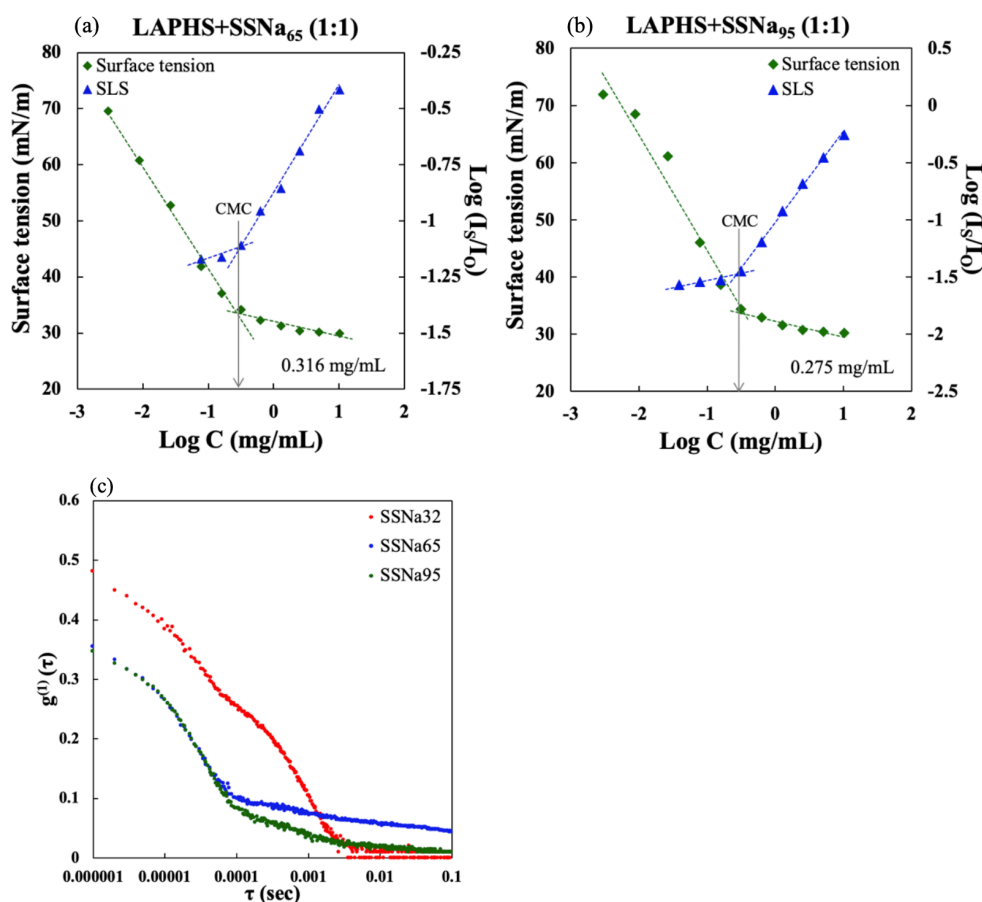 (a) LAPHS+SSNa65 (1:1)
Surface tension
SLS
CMC
0.316 mg/mL
80
70
60
50
40
30
20
Surface tension (mN/m)
-0.25
-0.5
-0.75
-1
-1.25
-1.5
-1.75
Log (IS/IO)
-3 -2 -1 0 1 2
Log C (mg/mL)
(b) LAPHS+SSNa95 (1:1)
Surface tension
SLS
CMC
0.275 mg/mL
80
70
60
50
40
30
20
Surface tension (mN/m)
0.5
0
-0.5
-1
-1.5
-2
-2.5
Log (IS/IO)
-3 -2 -1 0 1 2
Log C (mg/mL)
(c)
SSNa32
SSNa65
SSNa95
0.6
0.5
0.4
0.3
0.2
0.1
0
g(1) (τ)
0.000001 0.00001 0.0001 0.001 0.01 0.1
τ (sec)